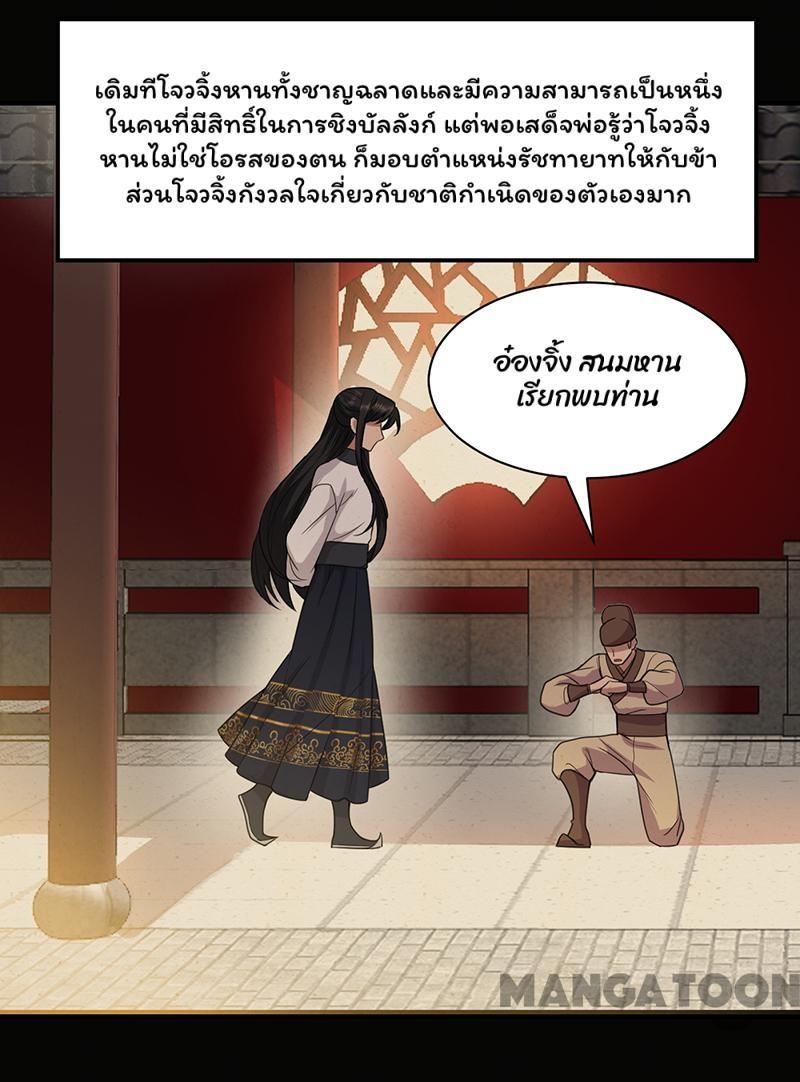 เดิมทีโจวจิ้งหานทั้งชาญฉลาดและมีความสามารถเป็นหนึ่ง
ในคนที่มีสิทธิ์ในการชิงบัลลังก์ แต่พอเสด็จพ่อรู้ว่าโจวจิ้ง
หานไม่ใช่โอรสของตน ก็มอบตำแหน่งรัชทายาทให้กับข้า
ส่วนโจวจิ้งกังวลใจเกี่ยวกับชาติกำเนิดของตัวเองมาก
อ๋องจิ้ง สนมหาน
เรียกพบท่าน
MANGATOON